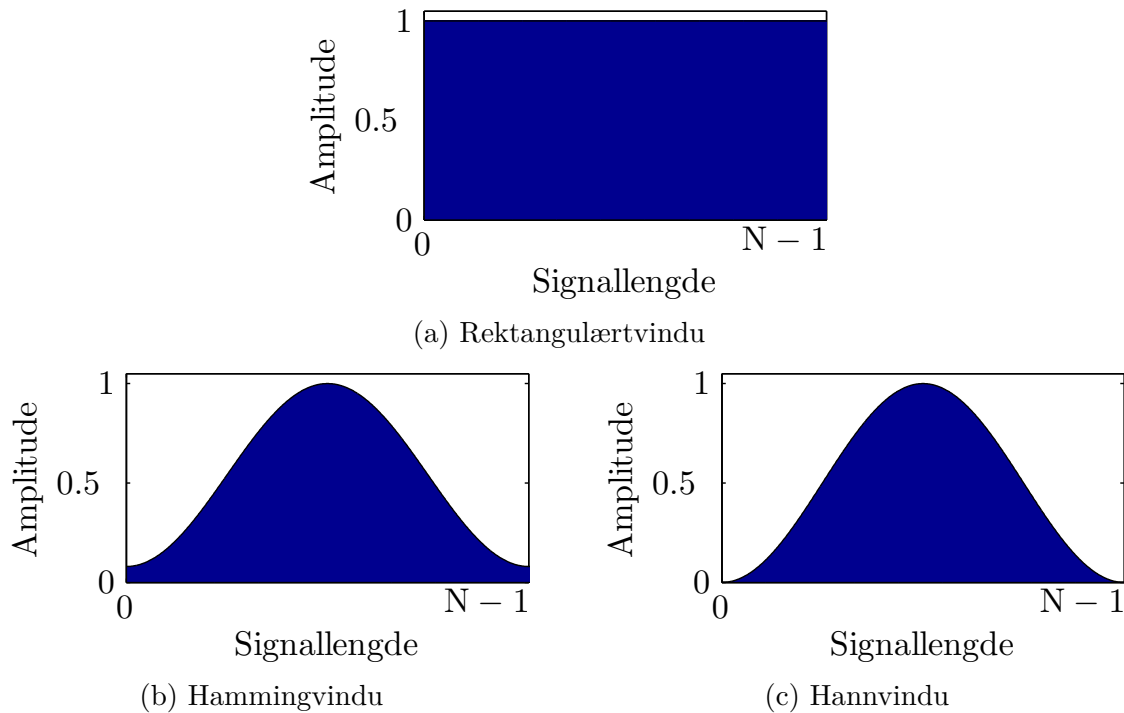 1
0.5
0
Amplitude
0
N − 1
Signallengde
(a) Rektangulærtvindu
1
0.5
0
Amplitude
0
N − 1
Signallengde
(b) Hammingvindu
1
0.5
0
Amplitude
0
N − 1
Signallengde
(c) Hannvindu